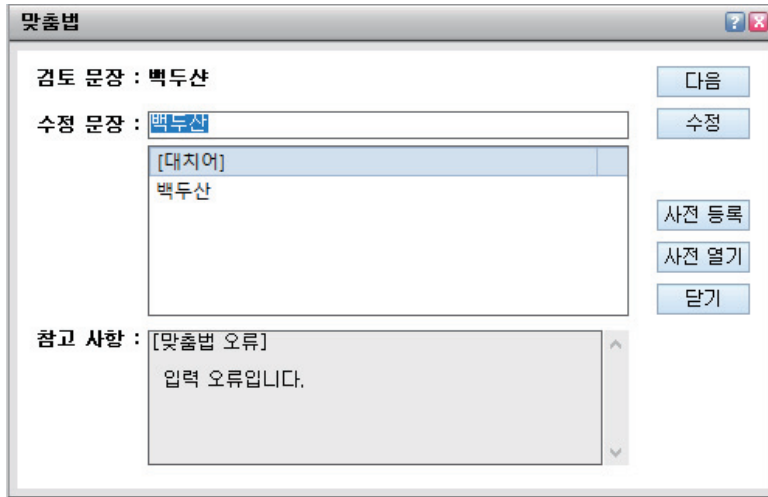 맞춤법
검토 문장 : 백두샨
다음
수정 문장 : 백두산
수정
[대치어]
백두산
사전 등록
사전 열기
닫기
참고 사항 : [맞춤법 오류]
입력 오류입니다.